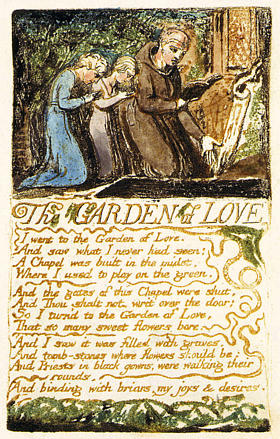 The GARDEN of LOVE
I went to the Garden of Love.
And saw what I never had seen:
A Chapel was built in the midst,
Where I used to play on the green.
And the gates of this Chapel were shut,
And Thou shalt not, writ over the door;
So I turn'd to the Garden of Love,
That so many sweet flowers bore.
And I saw it was filled with graves,
And tomb-stones where flowers should be:
And Priests in black gowns, were walking their
rounds,
And binding with briars, my joys & desires.